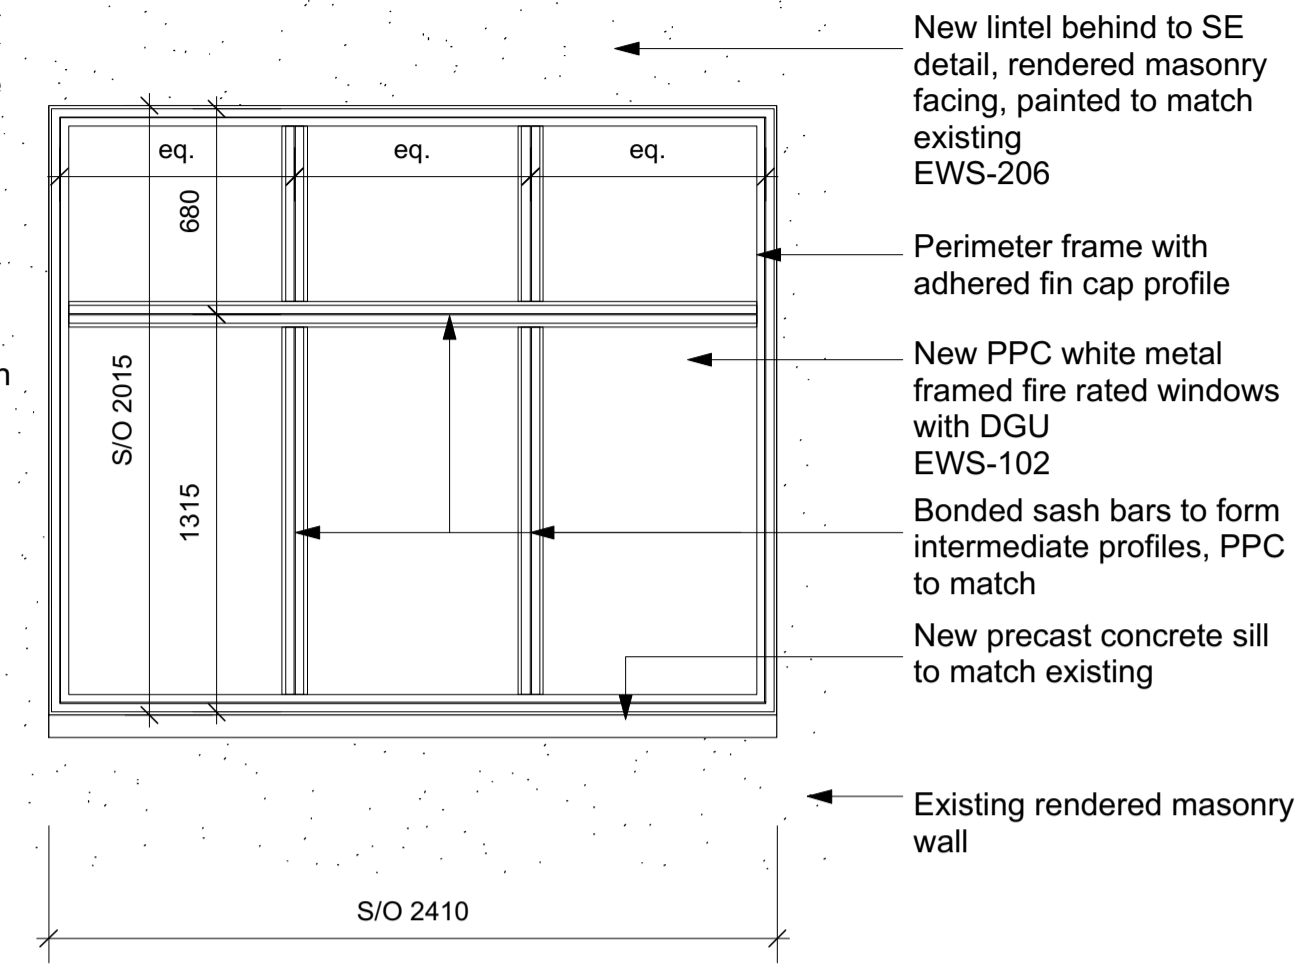 New lintel behind to SE
detail, rendered masonry
facing, painted to match
existing
EWS-206
eq.
eq.
eq.
680
Perimeter frame with
adhered fin cap profile
n
S/O 2015
1315
New PPC white metal
framed fire rated windows
with DGU
EWS-102
Bonded sash bars to form
intermediate profiles, PPC
to match
New precast concrete sill
to match existing
Existing rendered masonry
wall
S/O 2410